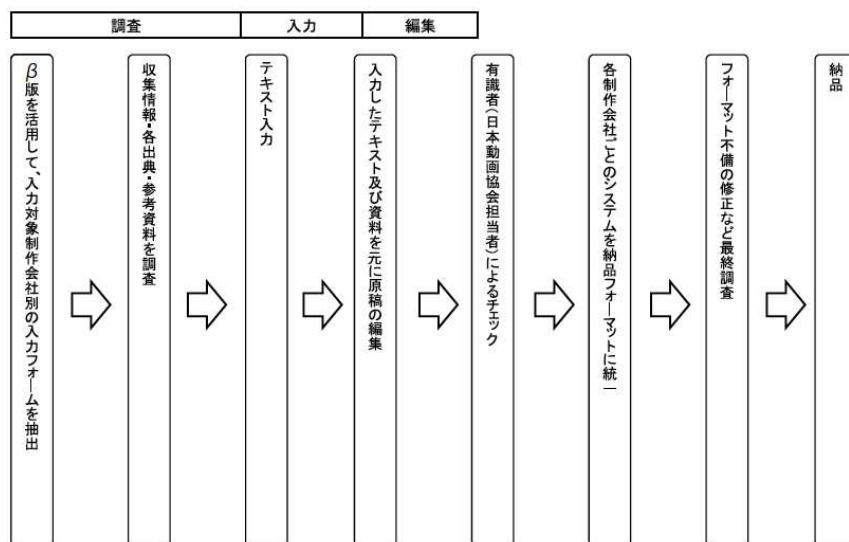 調査
入力
編集
β版を活用して、入力対象制作会社別の入力フォームを抽出
収集情報・各出典・参考資料を調査
テキスト入力
入力したテキスト及び資料を元に原稿の編集
有識者(日本動画協会担当者)によるチェック
各制作会社ごとのシステムを納品フォーマットに統一
フォーマット不備の修正など最終調査
納品